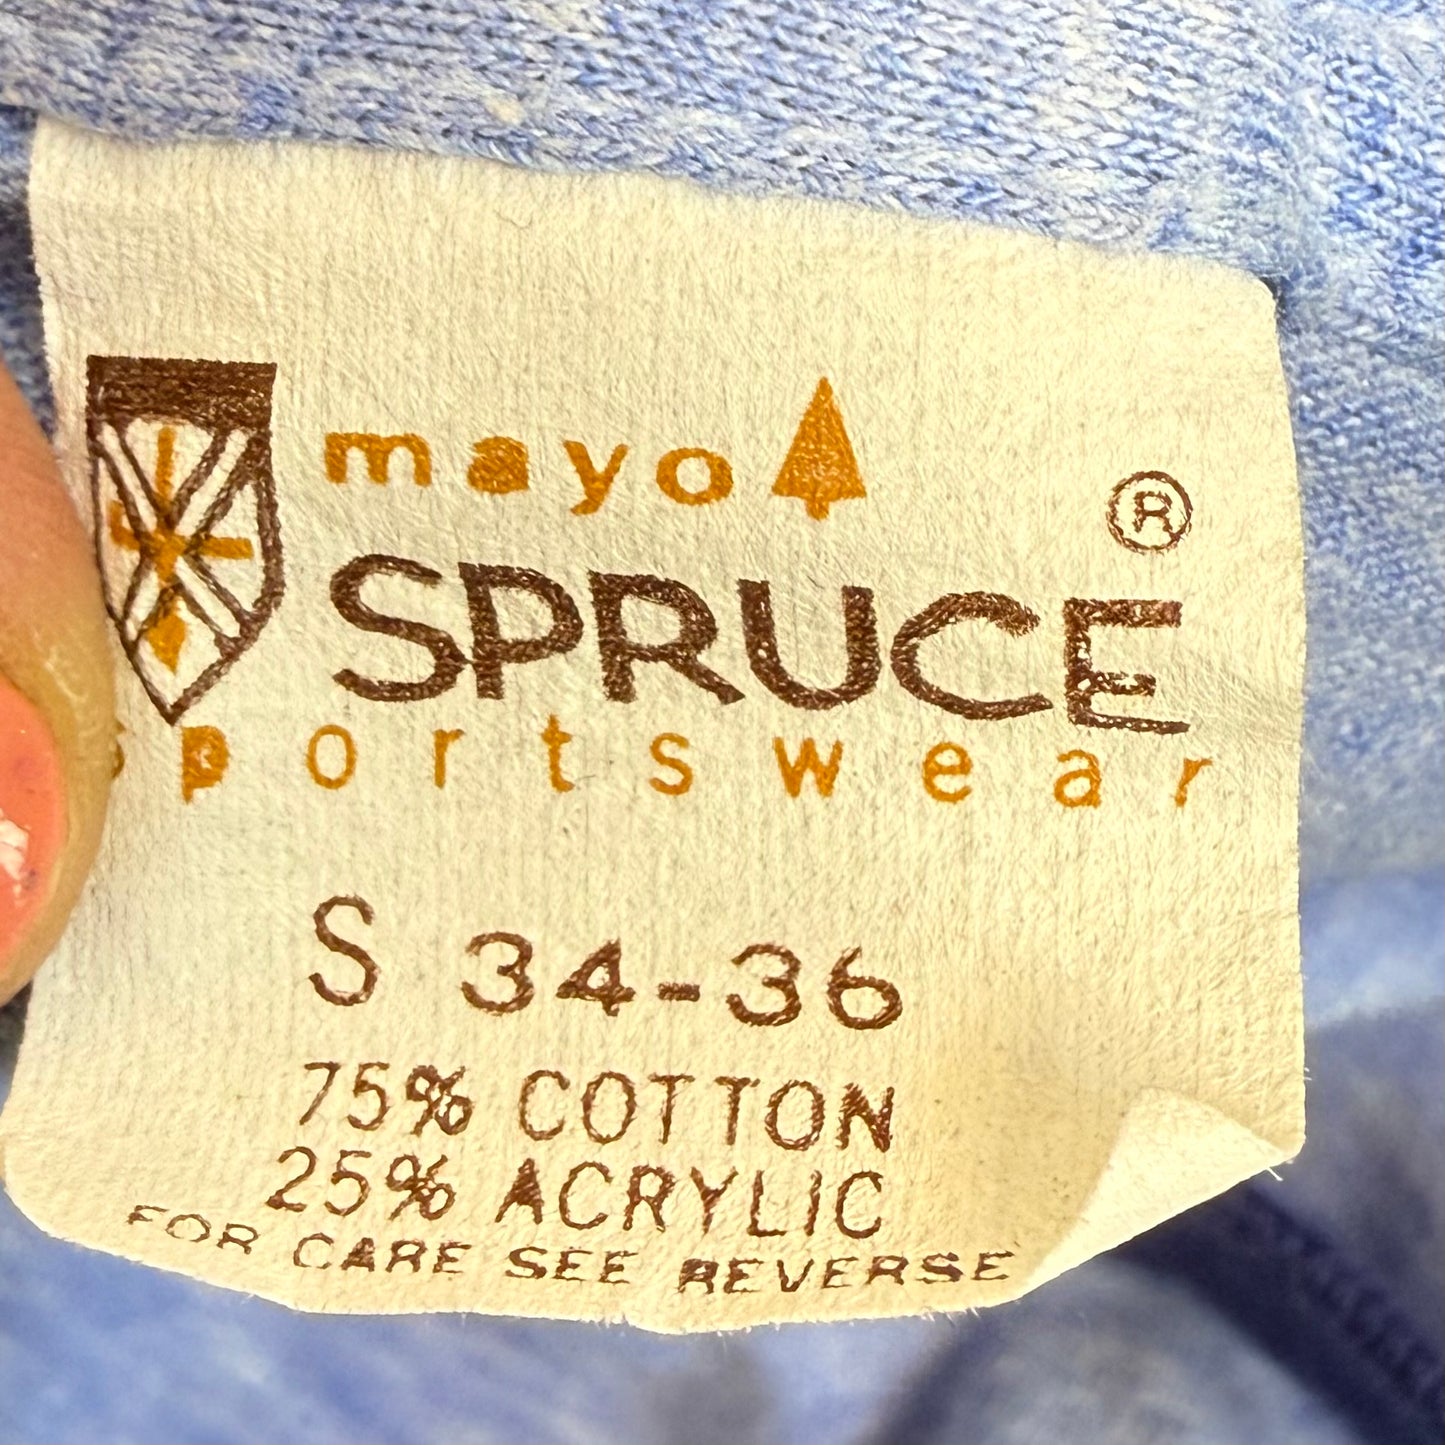 mayo
®
SPRUCE
sportswear
S 34-36
75% COTTON
25% ACRYLIC
FOR CARE SEE REVERSE